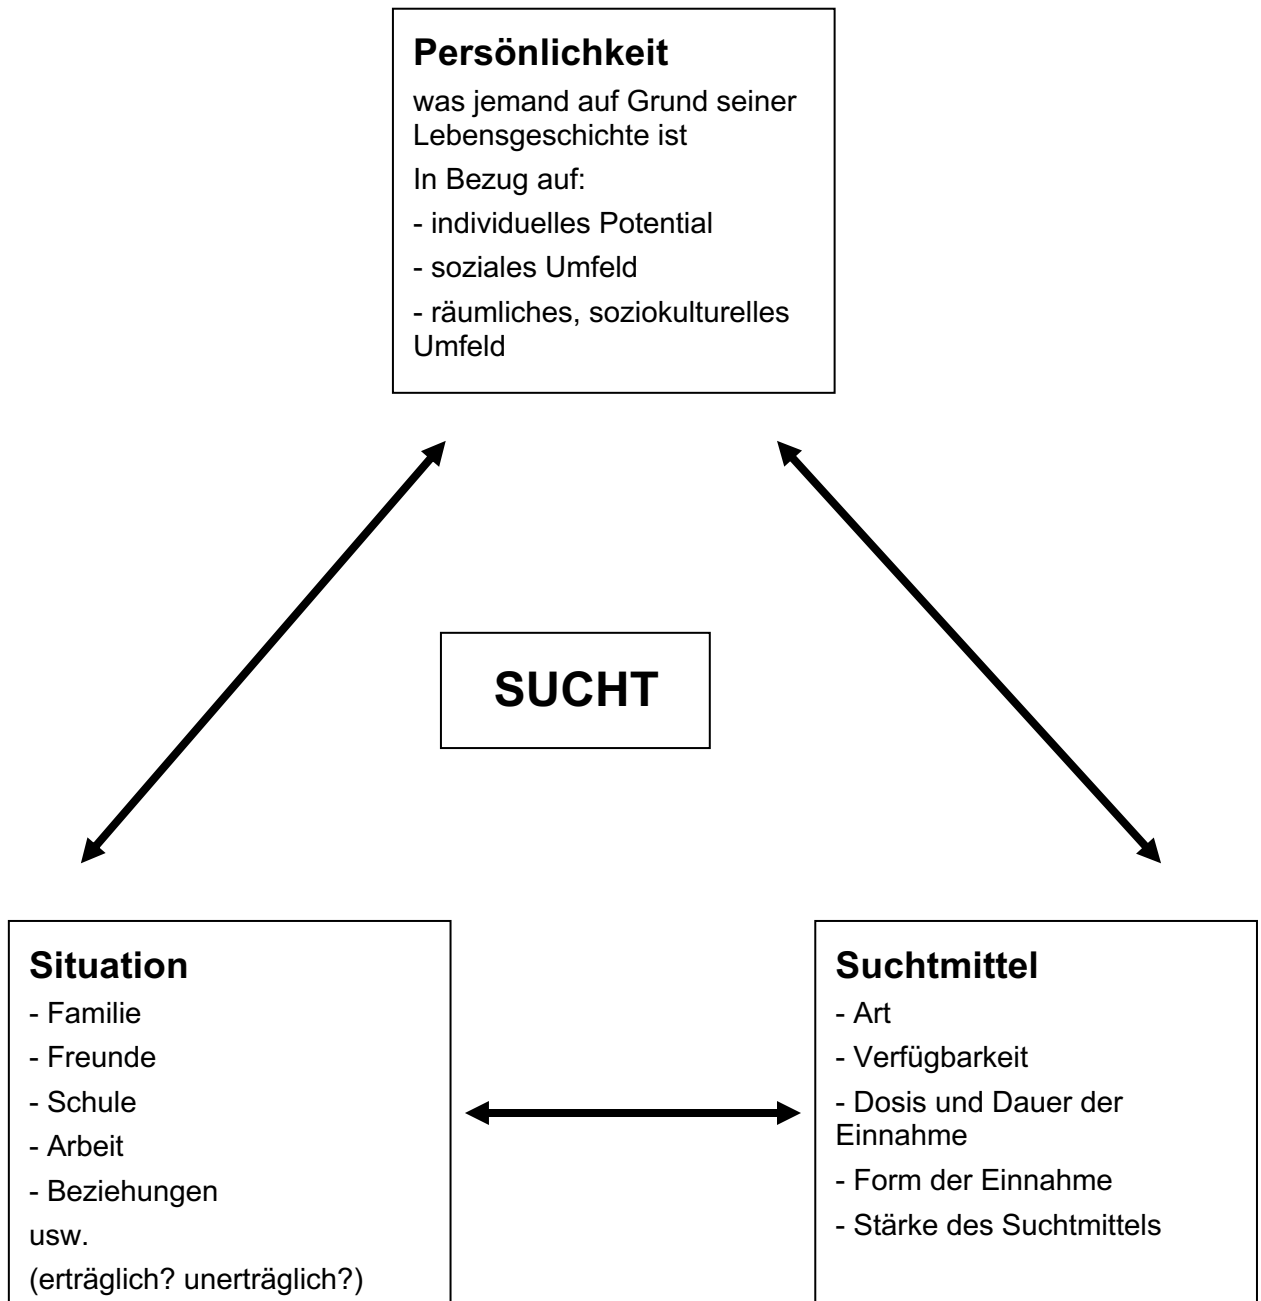 Persönlichkeit
was jemand auf Grund seiner
Lebensgeschichte ist
In Bezug auf:
- individuelles Potential
- soziales Umfeld
- räumliches, soziokulturelles
Umfeld
SUCHT
Situation
- Familie
- Freunde
- Schule
- Arbeit
- Beziehungen
usw.
(erträglich? unerträglich?)
Suchtmittel
- Art
- Verfügbarkeit
- Dosis und Dauer der
Einnahme
- Form der Einnahme
- Stärke des Suchtmittels